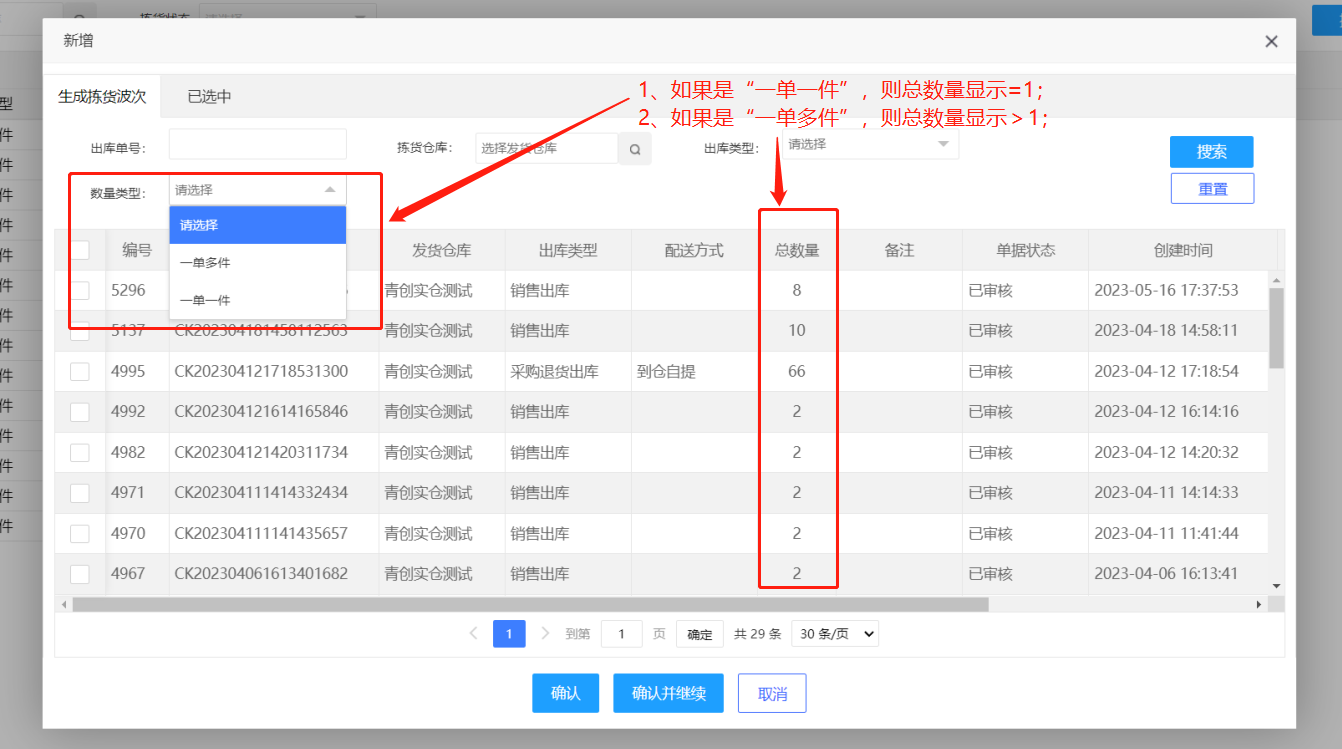 拣货状态
请选择
新增
生成拣货波次
已选中
1、如果是“一单一件”，则总数量显示=1；
2、如果是“一单多件”，则总数量显示＞1；
出库单号：
拣货仓库：
选择发货仓库
出库类型：
请选择
搜索
数量类型：
请选择
重置
请选择
一单多件
一单一件
编号 发货仓库 出库类型 配送方式 总数量 备注 单据状态 创建时间
5296 青创实仓测试 销售出库 8 已审核 2023-05-16 17:37:53
5137 CK202304181458112563 青创实仓测试 销售出库 10 已审核 2023-04-18 14:58:11
4995 CK202304121718531300 青创实仓测试 采购退货出库 到仓自提 66 已审核 2023-04-12 17:18:54
4992 CK202304121614165846 青创实仓测试 销售出库 2 已审核 2023-04-12 16:14:16
4982 CK202304121420311734 青创实仓测试 销售出库 2 已审核 2023-04-12 14:20:32
4971 CK202304111414332434 青创实仓测试 销售出库 2 已审核 2023-04-11 14:14:33
4970 CK202304111141435657 青创实仓测试 销售出库 2 已审核 2023-04-11 11:41:44
4967 CK202304061613401682 青创实仓测试 销售出库 2 已审核 2023-04-06 16:13:41
1 到第 1 页 确定 共 29 条 30 条/页
确认 确认并继续 取消
型
件
件
件
件
件
件
件
件
件
件
件
件
件
件